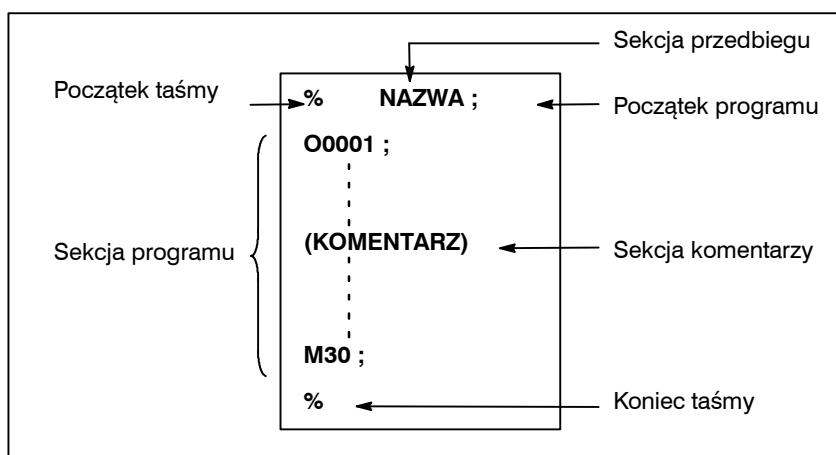 Sekcja przedbiegu
Początek taśmy
% NAZWA ;
Początek programu
O0001 ;
Sekcja programu
(KOMENTARZ)
Sekcja komentarzy
M30 ;
%
Koniec taśmy